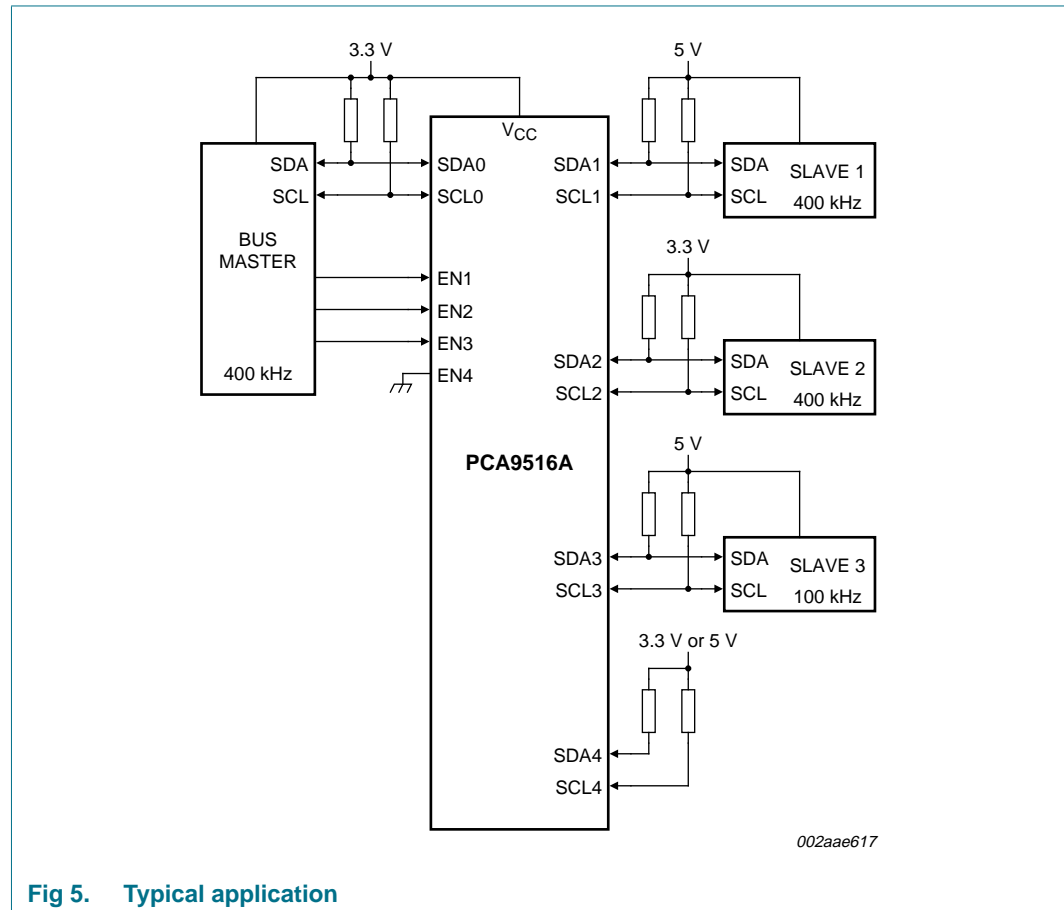 3.3 V
5 V
VCC
SDA
SDA0
SDA1
SDA
SLAVE 1
SCL
SCL0
SCL1
SCL
400 kHz
BUS
MASTER
3.3 V
EN1
EN2
EN3
SDA2
SDA
SLAVE 2
400 kHz
EN4
SCL2
SCL
400 kHz
5 V
PCA9516A
SDA3
SDA
SLAVE 3
SCL3
SCL
100 kHz
3.3 V or 5 V
SDA4
SCL4
002aae617
Fig 5. Typical application